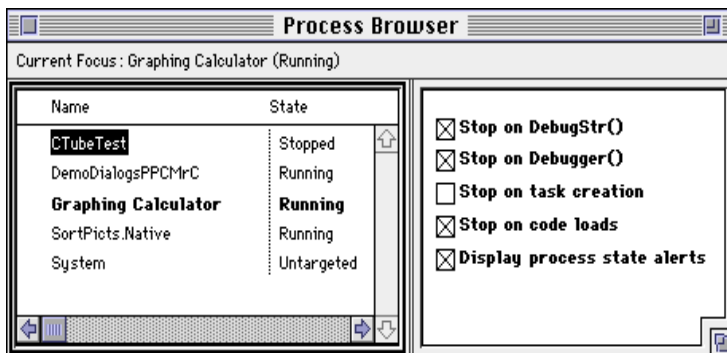 Process Browser
Current Focus : Graphing Calculator (Running)
Name State
CTubeTest Stopped
DemoDialogsPPCMrC Running
Graphing Calculator Running
SortPicts.Native Running
System Untargeted
Stop on DebugStr()
Stop on Debugger()
Stop on task creation
Stop on code loads
Display process state alerts